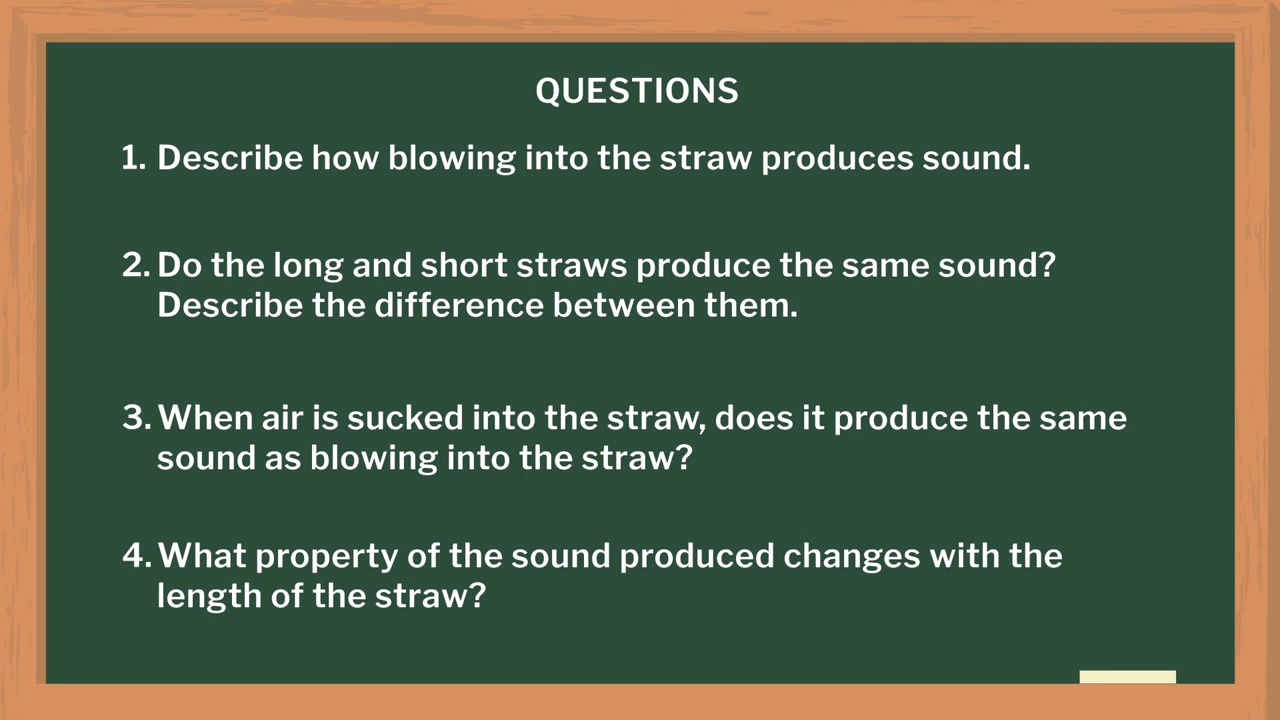 QUESTIONS
1. Describe how blowing into the straw produces sound.
2. Do the long and short straws produce the same sound?
Describe the difference between them.
3. When air is sucked into the straw, does it produce the same
sound as blowing into the straw?
4. What property of the sound produced changes with the
length of the straw?